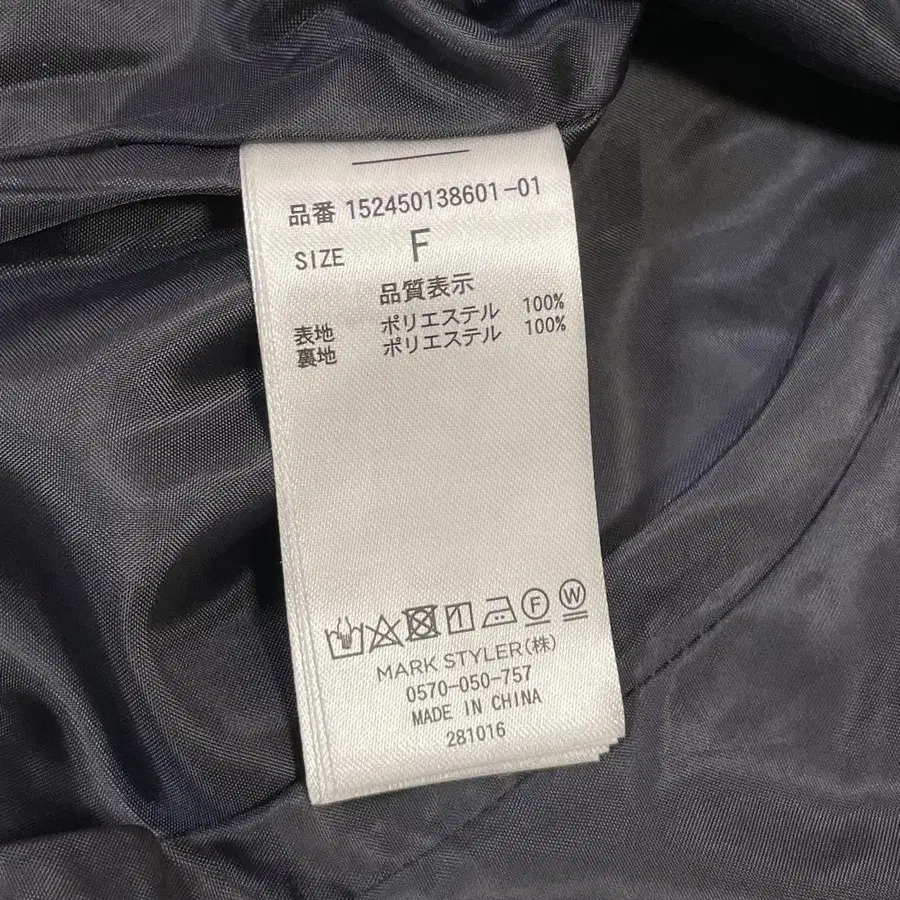 品番 152450138601-01
SIZE F
品質表示
表地 ポリエステル 100%
裏地 ポリエステル 100%
F W
MARK STYLER(株)
0570-050-757
MADE IN CHINA
281016